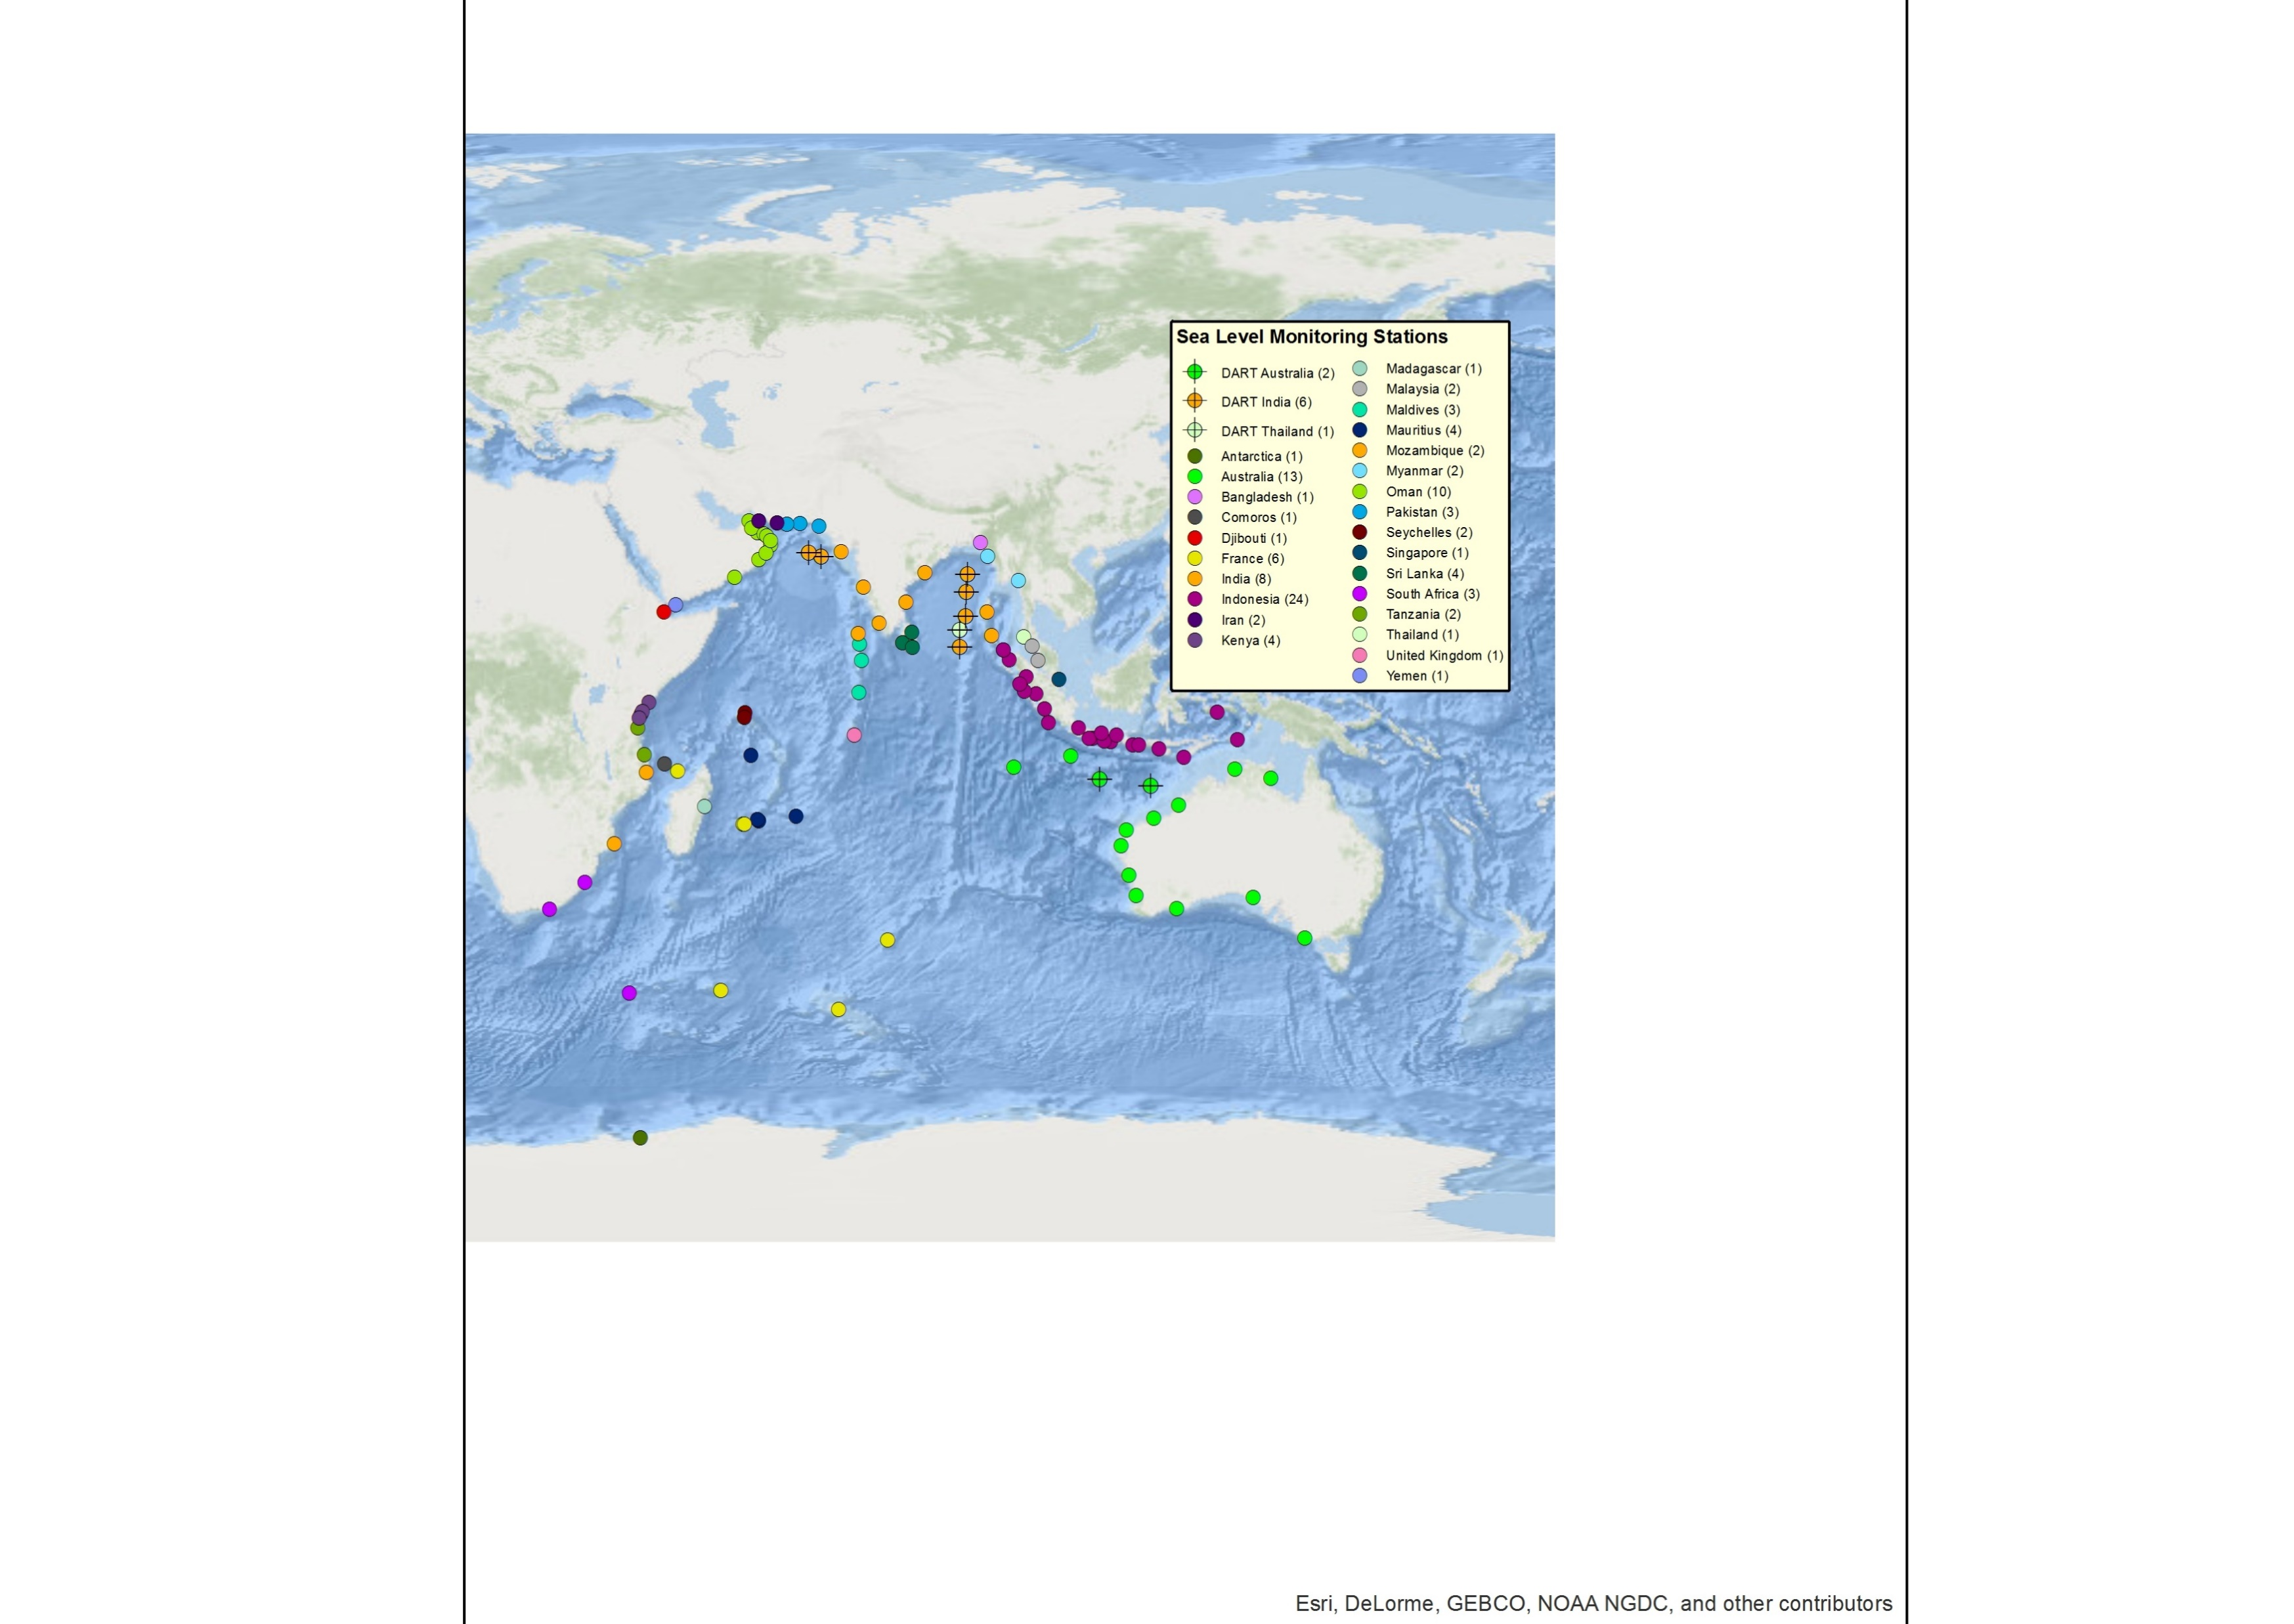 Sea Level Monitoring Stations
DART Australia (2)
DART India (6)
DART Thailand (1)
Antarctica (1)
Australia (13)
Bangladesh (1)
Comoros (1)
Djibouti (1)
France (6)
India (8)
Indonesia (24)
Iran (2)
Kenya (4)
Madagascar (1)
Malaysia (2)
Maldives (3)
Mauritius (4)
Mozambique (2)
Myanmar (2)
Oman (10)
Pakistan (3)
Seychelles (2)
Singapore (1)
Sri Lanka (4)
South Africa (3)
Tanzania (2)
Thailand (1)
United Kingdom (1)
Yemen (1)
Esri, DeLorme, GEBCO, NOAA NGDC, and other contributors